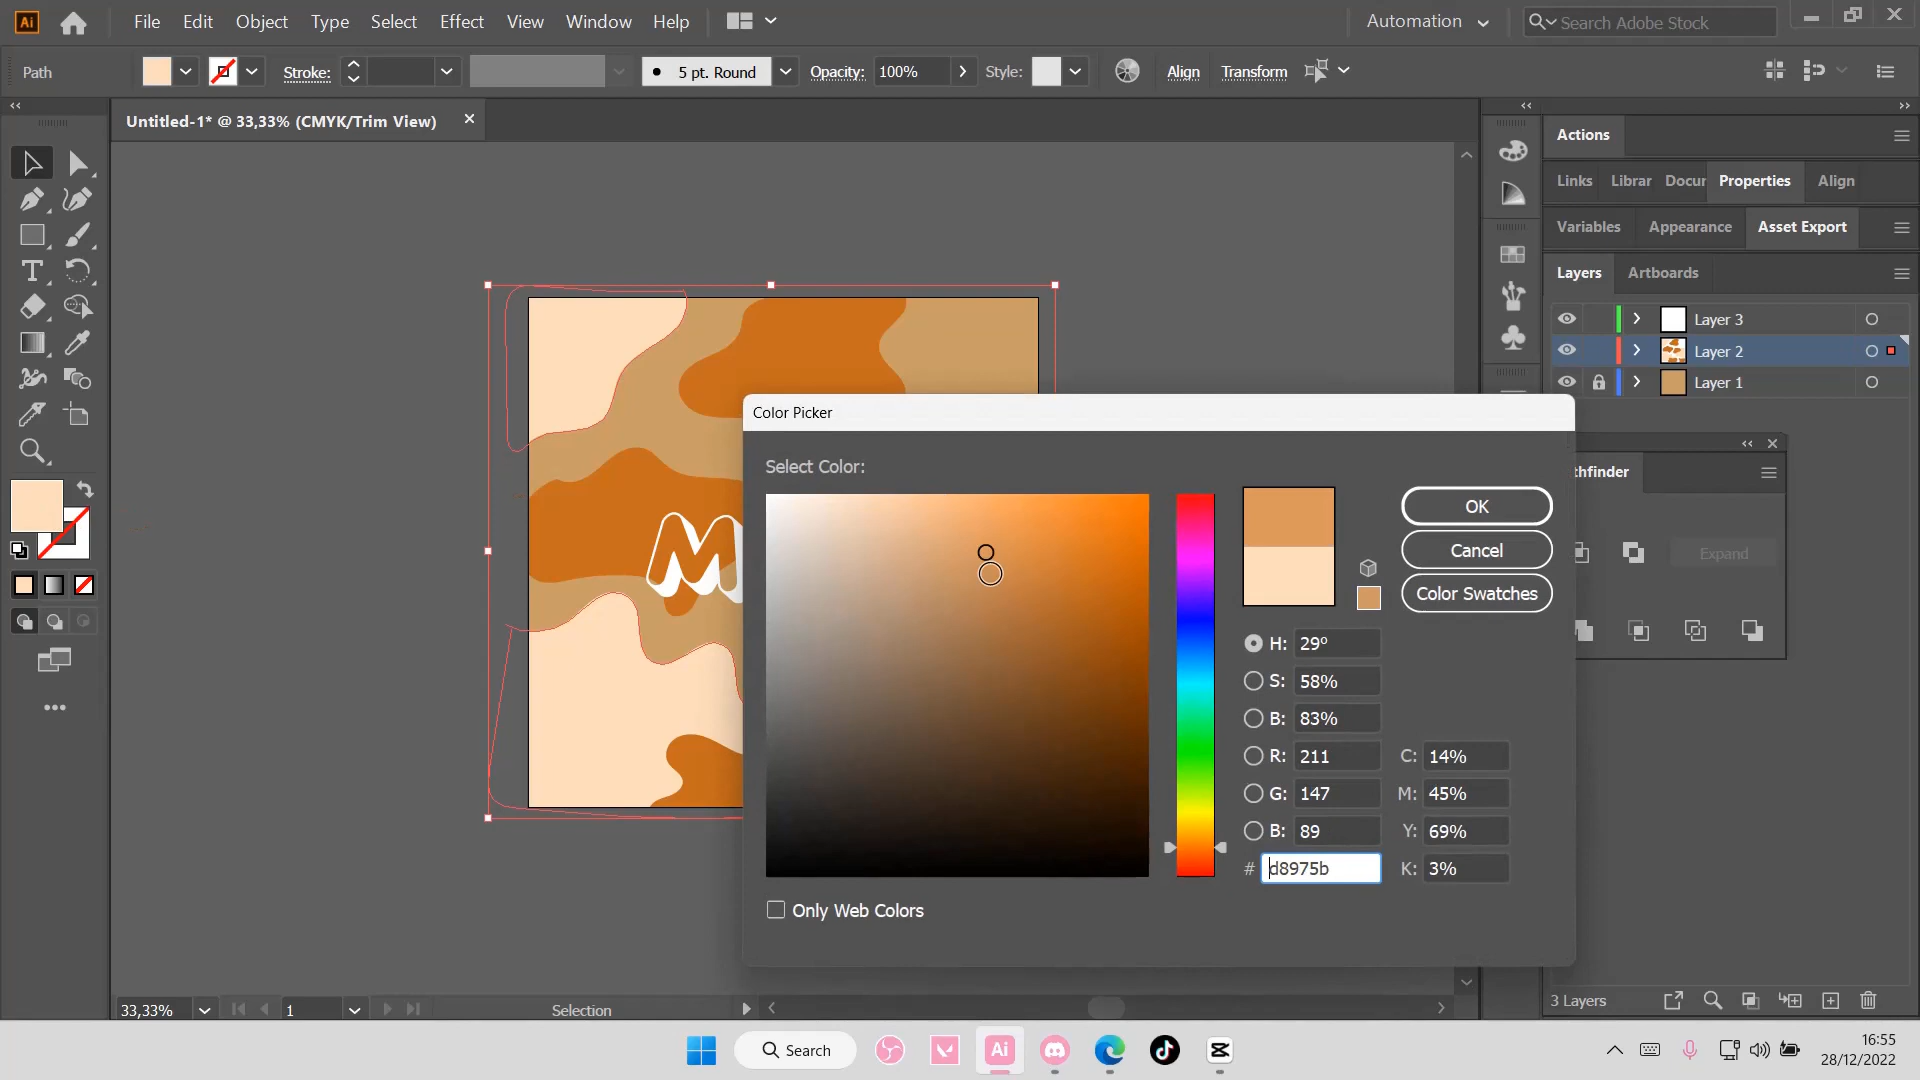 Ai File Edit Object Type Select Effect View Window Help Automation Search Adobe Stock
Path Stroke: 5 pt. Round Opacity: 100% Style: Align Transform
Untitled-1* @ 33,33% (CMYK/Trim View)
Actions
Links Librar Docur Properties Align
Variables Appearance Asset Export
Layers Artboards
Layer 3
Layer 2
Layer 1
thfinder
Expand
M
Color Picker
Select Color:
OK
Cancel
Color Swatches
H: 29º
S: 58%
B: 83%
R: 211 C: 14%
G: 147 M: 45%
B: 89 Y: 69%
# d8975b K: 3%
Only Web Colors
33,33% 1 Selection
3 Layers
Search Ai
16:55
28/12/2022